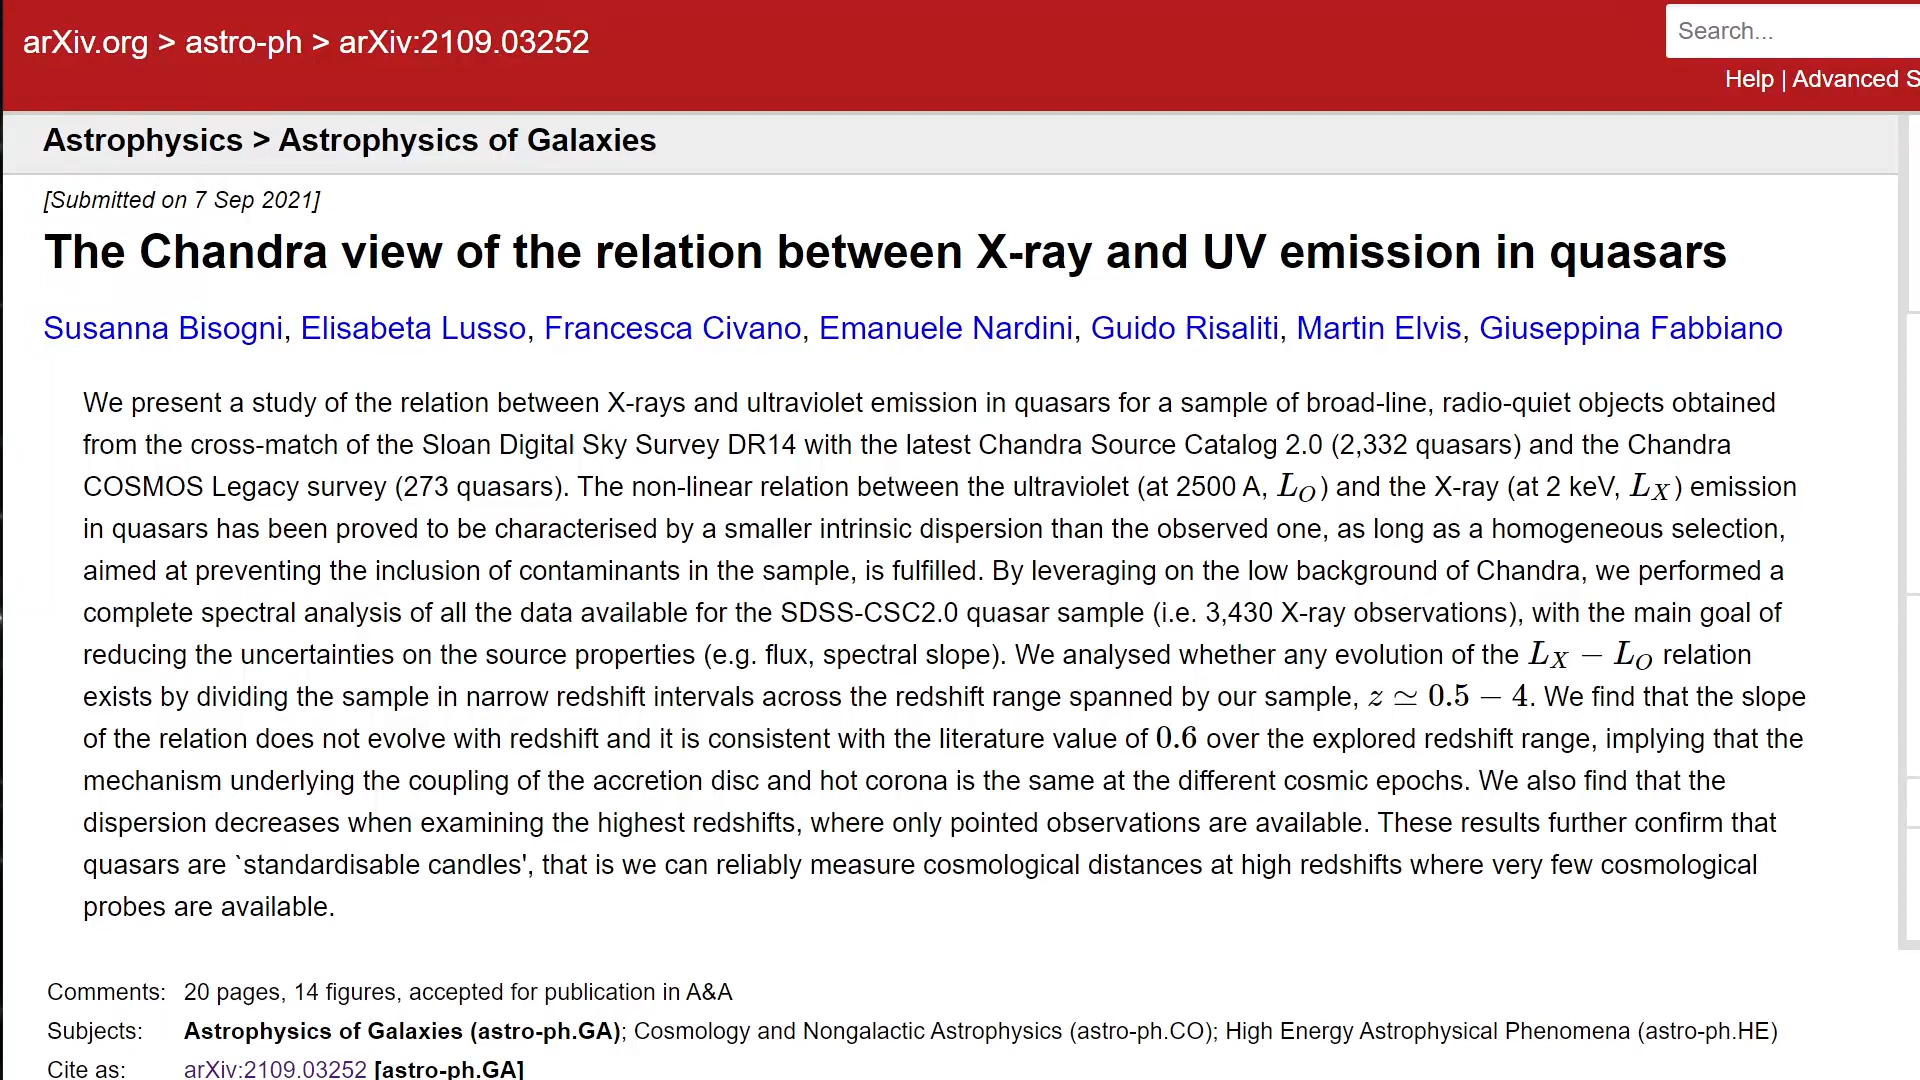 arXiv.org > astro-ph > arXiv:2109.03252
Search...
Help | Advanced S
Astrophysics > Astrophysics of Galaxies
[Submitted on 7 Sep 2021]
The Chandra view of the relation between X-ray and UV emission in quasars
Susanna Bisogni, Elisabeta Lusso, Francesca Civano, Emanuele Nardini, Guido Risaliti, Martin Elvis, Giuseppina Fabbiano
We present a study of the relation between X-rays and ultraviolet emission in quasars for a sample of broad-line, radio-quiet objects obtained
from the cross-match of the Sloan Digital Sky Survey DR14 with the latest Chandra Source Catalog 2.0 (2,332 quasars) and the Chandra
COSMOS Legacy survey (273 quasars). The non-linear relation between the ultraviolet (at 2500 A, L_O) and the X-ray (at 2 keV, L_X) emission
in quasars has been proved to be characterised by a smaller intrinsic dispersion than the observed one, as long as a homogeneous selection,
aimed at preventing the inclusion of contaminants in the sample, is fulfilled. By leveraging on the low background of Chandra, we performed a
complete spectral analysis of all the data available for the SDSS-CSC2.0 quasar sample (i.e. 3,430 X-ray observations), with the main goal of
reducing the uncertainties on the source properties (e.g. flux, spectral slope). We analysed whether any evolution of the L_X − L_O relation
exists by dividing the sample in narrow redshift intervals across the redshift range spanned by our sample, z ≃ 0.5 − 4. We find that the slope
of the relation does not evolve with redshift and it is consistent with the literature value of 0.6 over the explored redshift range, implying that the
mechanism underlying the coupling of the accretion disc and hot corona is the same at the different cosmic epochs. We also find that the
dispersion decreases when examining the highest redshifts, where only pointed observations are available. These results further confirm that
quasars are `standardisable candles', that is we can reliably measure cosmological distances at high redshifts where very few cosmological
probes are available.
Comments: 20 pages, 14 figures, accepted for publication in A&A
Subjects: Astrophysics of Galaxies (astro-ph.GA); Cosmology and Nongalactic Astrophysics (astro-ph.CO); High Energy Astrophysical Phenomena (astro-ph.HE)
Cite as: arXiv:2109.03252 [astro-ph.GA]